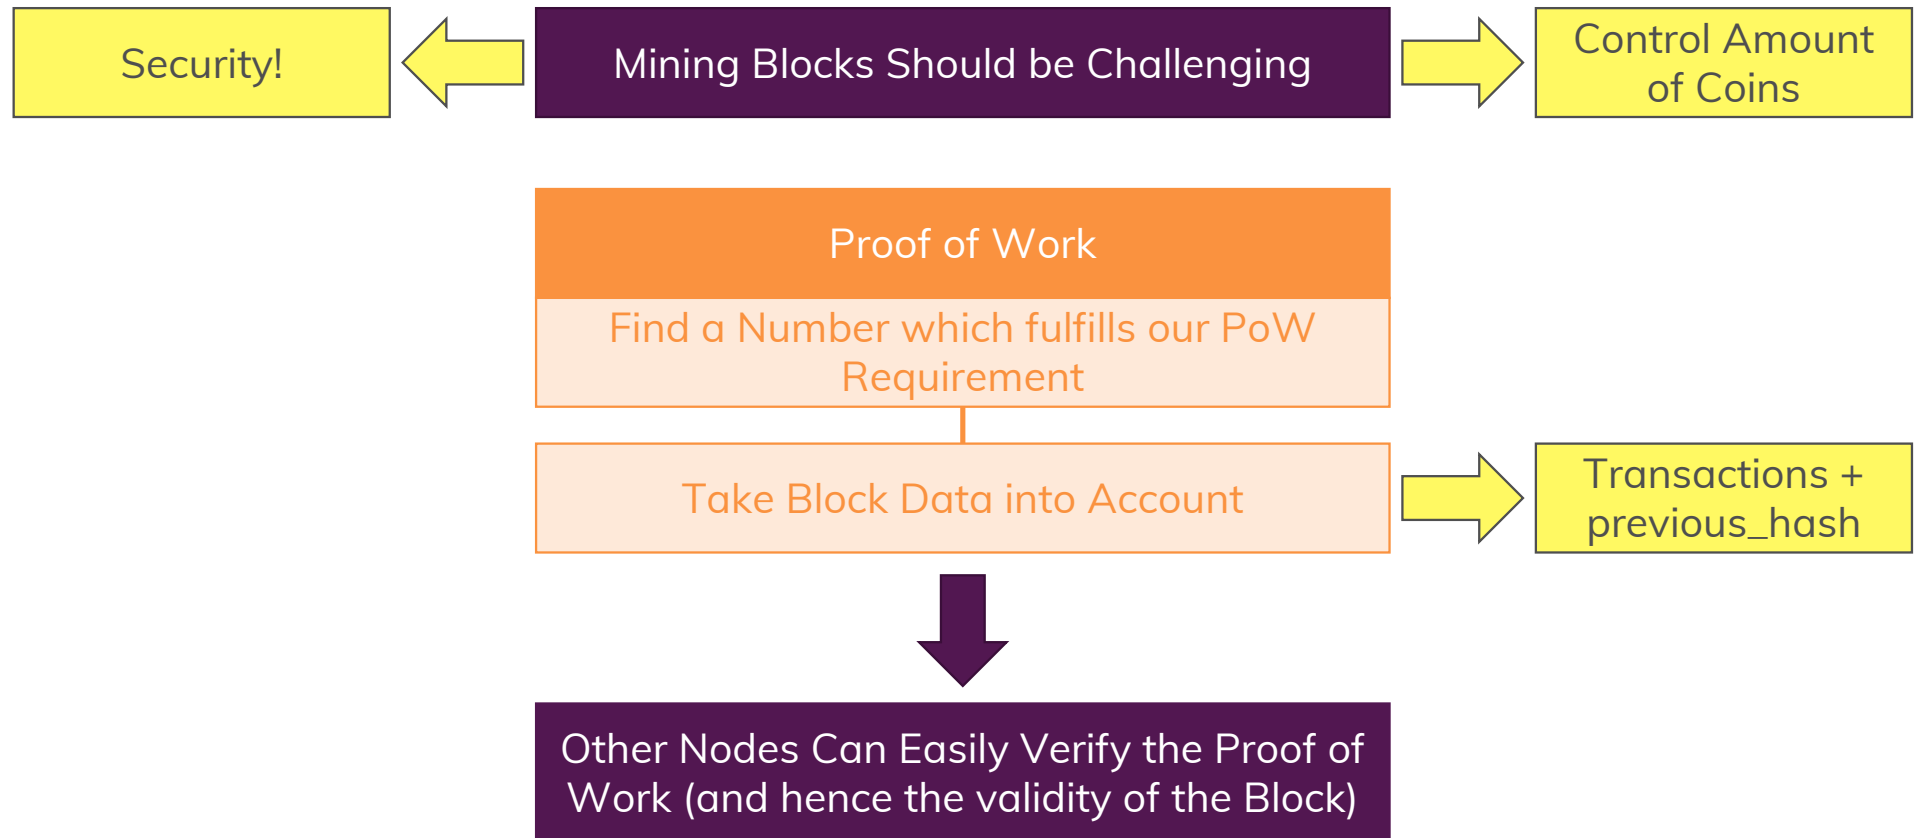 Security!
Mining Blocks Should be Challenging
Control Amount
of Coins
Proof of Work
Find a Number which fulfills our PoW
Requirement
Take Block Data into Account
Transactions +
previous_hash
Other Nodes Can Easily Verify the Proof of
Work (and hence the validity of the Block)